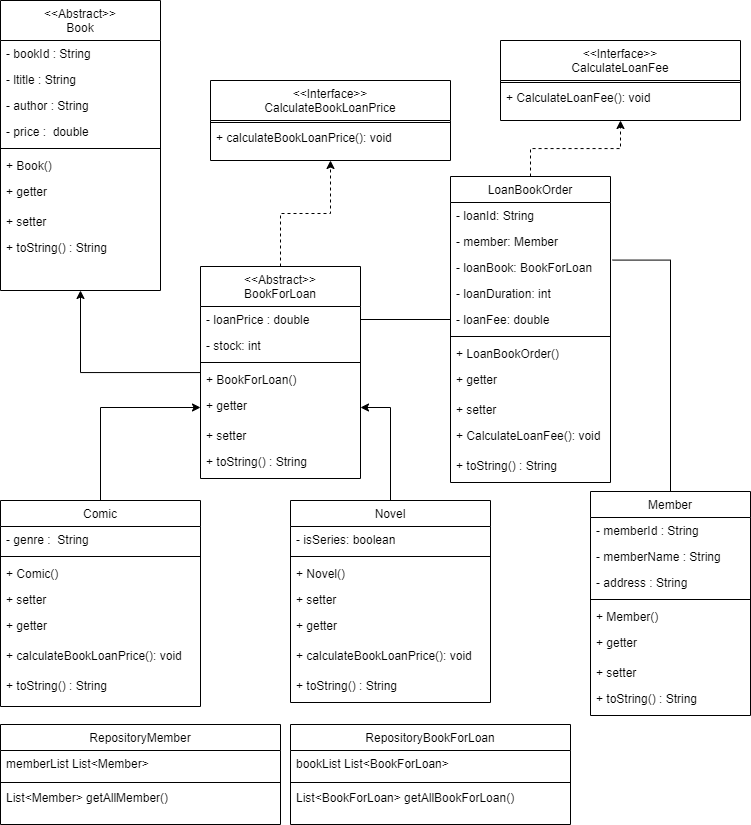 <<Abstract>>
Book
- bookId : String
- ltitle : String
- author : String
- price :  double
+ Book()
+ getter
+ setter
+ toString() : String
<<Interface>>
CalculateBookLoanPrice
+ calculateBookLoanPrice(): void
<<Interface>>
CalculateLoanFee
+ CalculateLoanFee(): void
<<Abstract>>
BookForLoan
- loanPrice : double
- stock: int
+ BookForLoan()
+ getter
+ setter
+ toString() : String
LoanBookOrder
- loanId: String
- member: Member
- loanBook: BookForLoan
- loanDuration: int
- loanFee: double
+ LoanBookOrder()
+ getter
+ setter
+ CalculateLoanFee(): void
+ toString() : String
Comic
- genre :  String
+ Comic()
+ setter
+ getter
+ calculateBookLoanPrice(): void
+ toString() : String
Novel
- isSeries: boolean
+ Novel()
+ setter
+ getter
+ calculateBookLoanPrice(): void
+ toString() : String
Member
- memberId : String
- memberName : String
- address : String
+ Member()
+ getter
+ setter
+ toString() : String
RepositoryMember
memberList List<Member>
List<Member> getAllMember()
RepositoryBookForLoan
bookList List<BookForLoan>
List<BookForLoan> getAllBookForLoan()